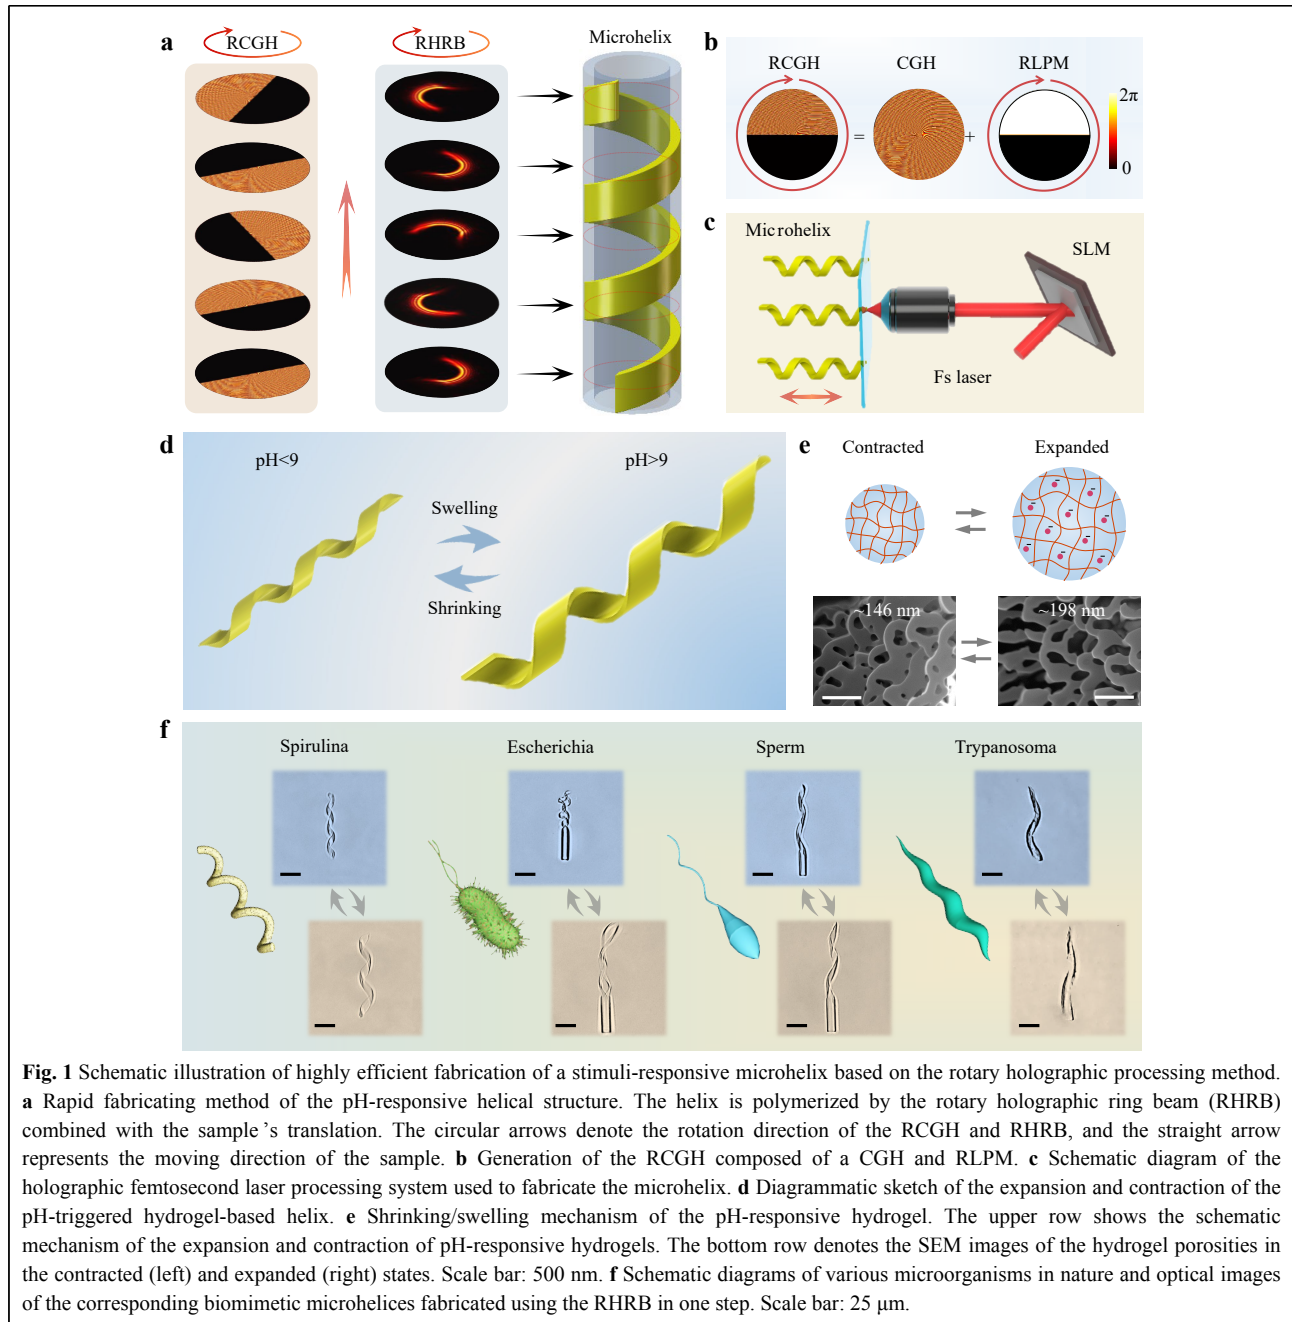 a
RCGH
RHRB
Microhelix
b
RCGH
CGH
RLPM
=
+
2π
0
c
Microhelix
SLM
Fs laser
d
pH<9
pH>9
Swelling
Shrinking
e
Contracted
Expanded
~146 nm
~198 nm
f
Spirulina
Escherichia
Sperm
Trypanosoma
Fig. 1 Schematic illustration of highly efficient fabrication of a stimuli-responsive microhelix based on the rotary holographic processing method.
a Rapid fabricating method of the pH-responsive helical structure. The helix is polymerized by the rotary holographic ring beam (RHRB)
combined with the sample's translation. The circular arrows denote the rotation direction of the RCGH and RHRB, and the straight arrow
represents the moving direction of the sample. b Generation of the RCGH composed of a CGH and RLPM. c Schematic diagram of the
holographic femtosecond laser processing system used to fabricate the microhelix. d Diagrammatic sketch of the expansion and contraction of the
pH-triggered hydrogel-based helix. e Shrinking/swelling mechanism of the pH-responsive hydrogel. The upper row shows the schematic
mechanism of the expansion and contraction of pH-responsive hydrogels. The bottom row denotes the SEM images of the hydrogel porosities in
the contracted (left) and expanded (right) states. Scale bar: 500 nm. f Schematic diagrams of various microorganisms in nature and optical images
of the corresponding biomimetic microhelices fabricated using the RHRB in one step. Scale bar: 25 μm.